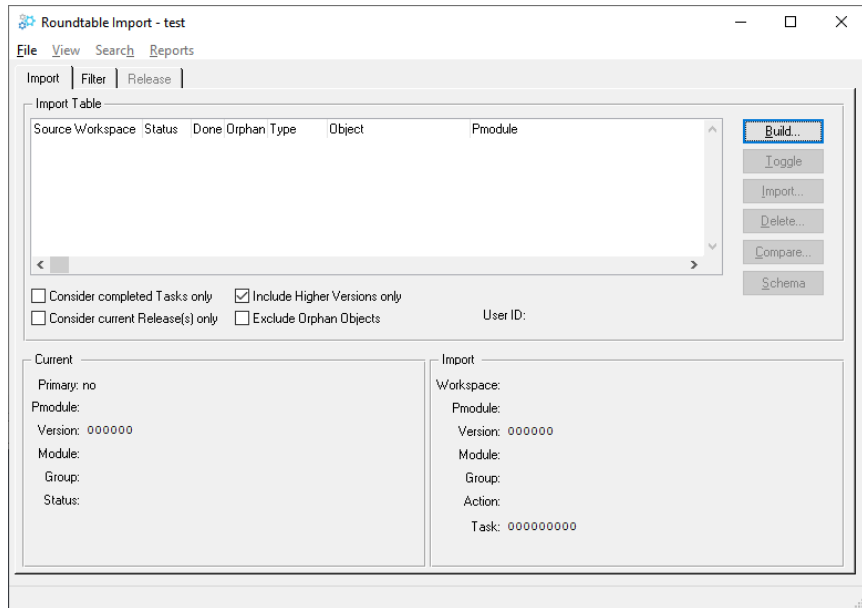 Roundtable Import - test
File View Search Reports
Import Filter Release
Import Table
Source Workspace Status Done Orphan Type Object Pmodule
Build...
Toggle
Import...
Delete...
Compare...
Schema
Consider completed Tasks only Include Higher Versions only
Consider current Release(s) only Exclude Orphan Objects User ID:
Current
Primary: no
Pmodule:
Version: 000000
Module:
Group:
Status:
Import
Workspace:
Pmodule:
Version: 000000
Module:
Group:
Action:
Task: 000000000